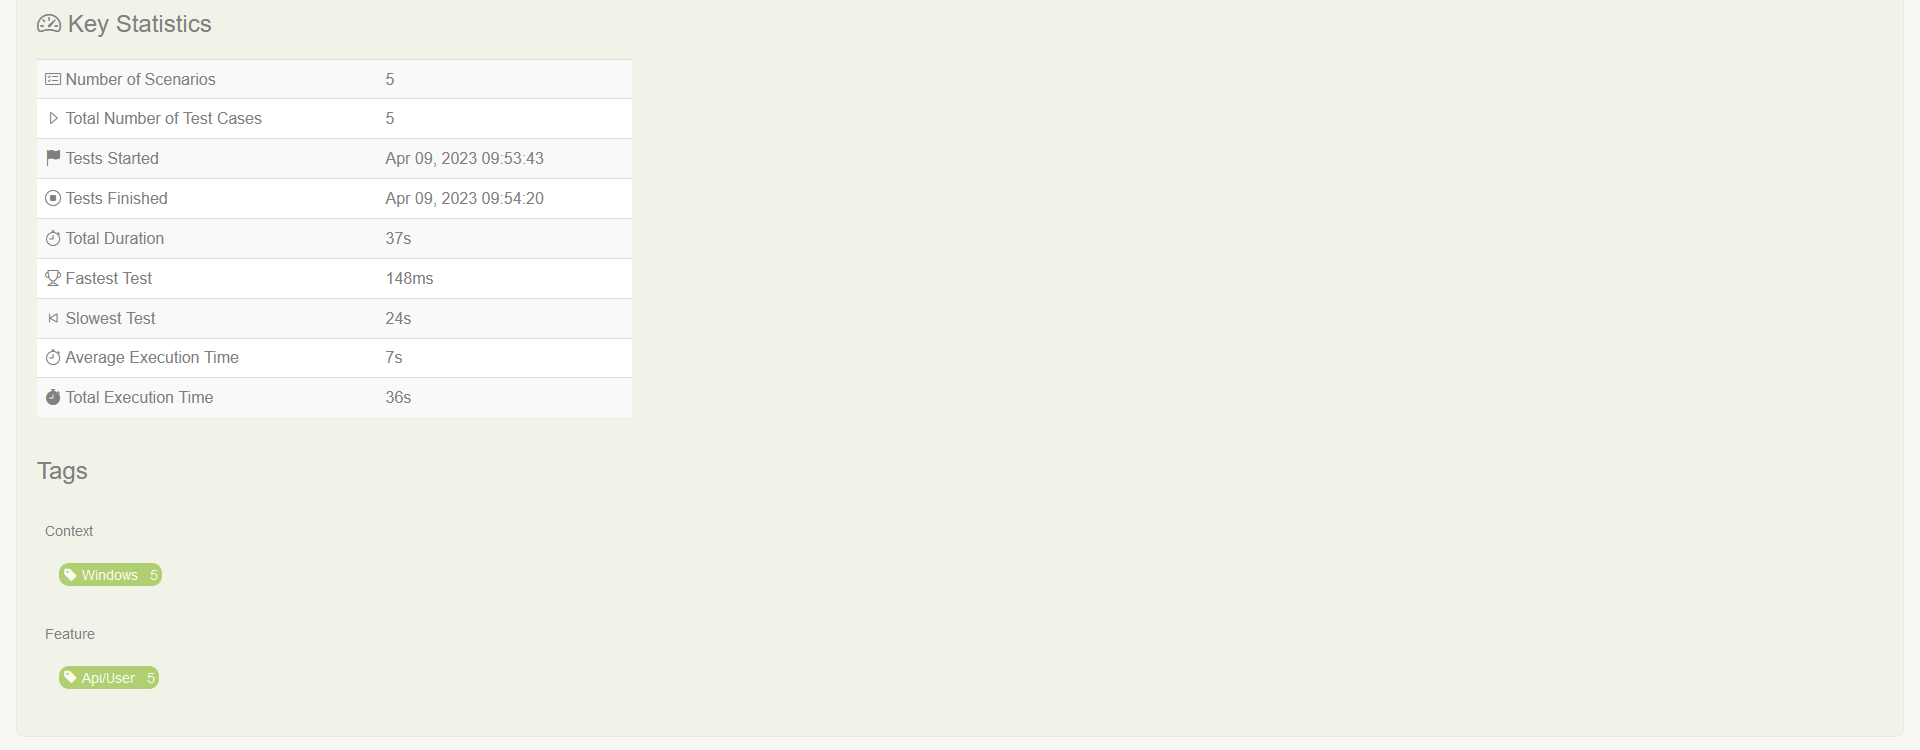 Key Statistics
Number of Scenarios 5
Total Number of Test Cases 5
Tests Started Apr 09, 2023 09:53:43
Tests Finished Apr 09, 2023 09:54:20
Total Duration 37s
Fastest Test 148ms
Slowest Test 24s
Average Execution Time 7s
Total Execution Time 36s
Tags
Context
Windows 5
Feature
Api/User 5